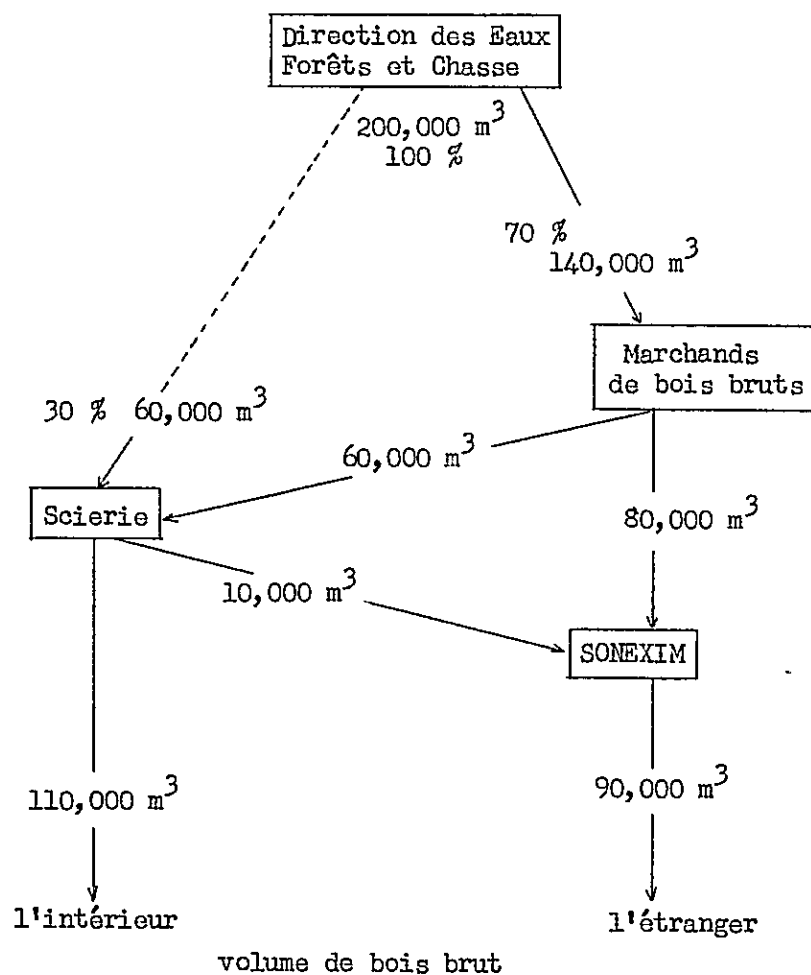 Direction des Eaux
Forêts et Chasse
200,000 m³
100 %
70 %
140,000 m³
Marchands
de bois bruts
30 % 60,000 m³
60,000 m³
Scierie
80,000 m³
10,000 m³
SONEXIM
110,000 m³
90,000 m³
l'intérieur
l'étranger
volume de bois brut